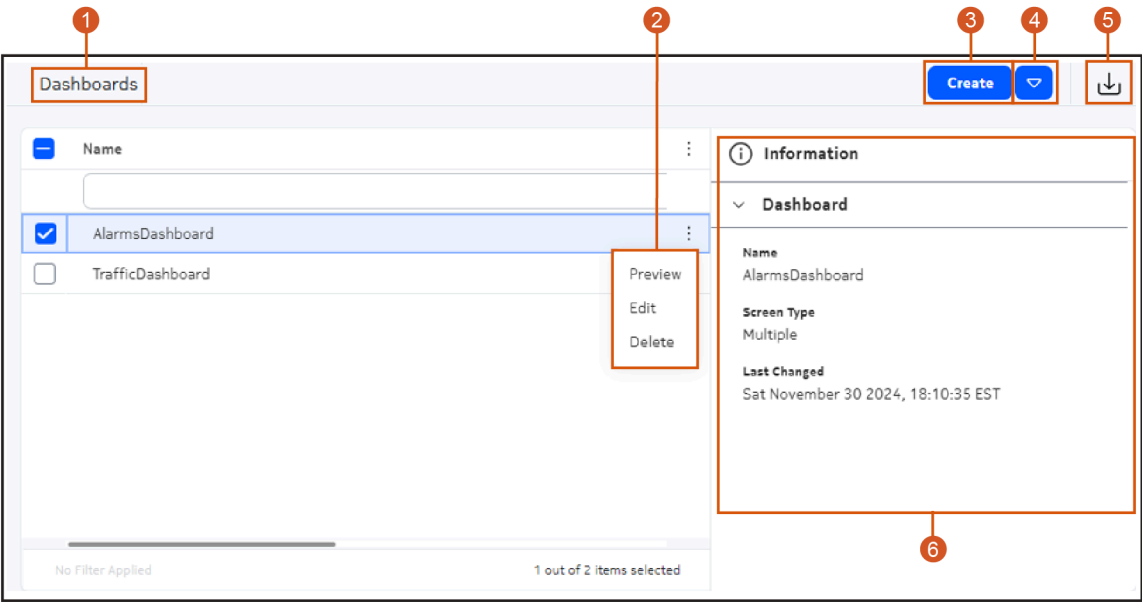 1
2
3
4
5
Dashboards
Create
Name
Information
Dashboard
AlarmsDashboard
TrafficDashboard
Preview
Edit
Delete
Name
AlarmsDashboard
Screen Type
Multiple
Last Changed
Sat November 30 2024, 18:10:35 EST
6
No Filter Applied
1 out of 2 items selected